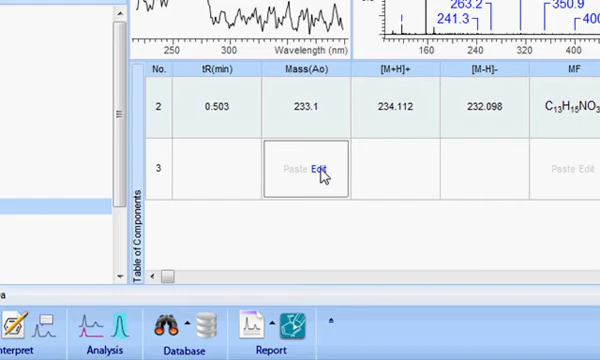 263.2
350.9
241.3
400
250
300
Wavelength (nm)
160
240
320
400
No.
tR(min)
Mass(Ao)
[M+H]+
[M-H]-
MF
2
0.503
233.1
234.112
232.098
C13H15NO3
3
Paste Edit
Paste Edit
Table of Components
Interpret
Analysis
Database
Report